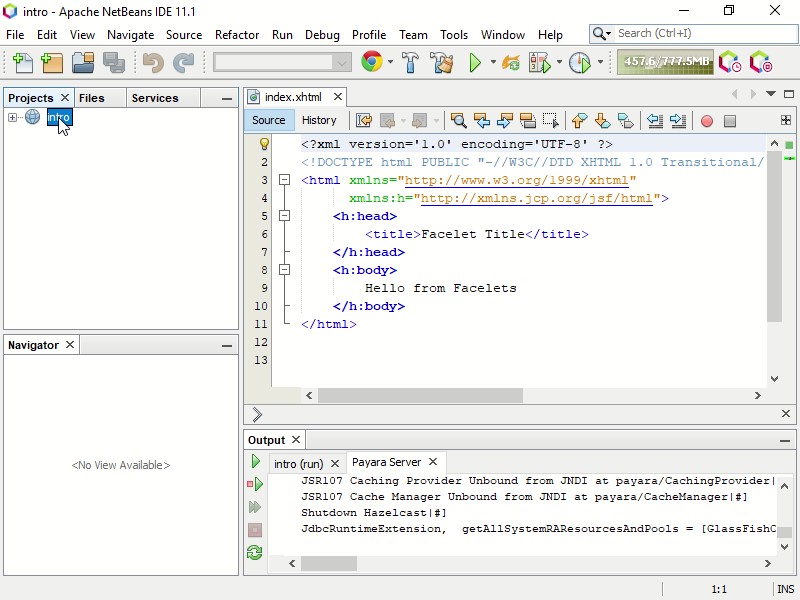 intro - Apache NetBeans IDE 11.1
File Edit View Navigate Source Refactor Run Debug Profile Team Tools Window Help
Search (Ctrl+I)
457.6/777.5MB
Projects Files Services
intro
Navigator
<No View Available>
index.xhtml
Source History
1 <?xml version='1.0' encoding='UTF-8' ?>
2 <!DOCTYPE html PUBLIC "-//W3C//DTD XHTML 1.0 Transitional/
3 <html xmlns="http://www.w3.org/1999/xhtml"
4 xmlns:h="http://xmlns.jcp.org/jsf/html">
5 <h:head>
6 <title>Facelet Title</title>
7 </h:head>
8 <h:body>
9 Hello from Facelets
10 </h:body>
11 </html>
12
13
Output
intro (run) Payara Server
JSR107 Caching Provider Unbound from JNDI at payara/CachingProvider|
JSR107 Cache Manager Unbound from JNDI at payara/CacheManager|#]
Shutdown Hazelcast|#]
JdbcRuntimeExtension, getAllSystemRAResourcesAndPools = [GlassFishC
1:1 INS